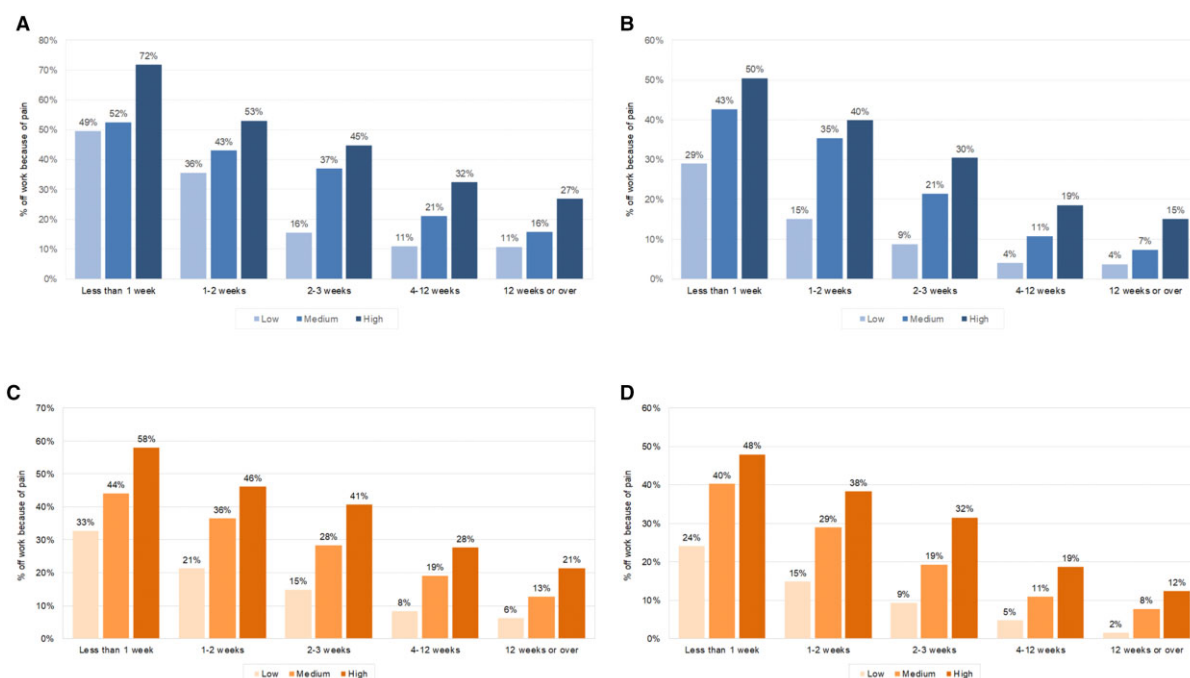 A
% off work because of pain
80%
70%
60%
50%
40%
30%
20%
10%
0%
49% 52% 72%
36% 43% 53%
16% 37% 45%
11% 21% 32%
11% 16% 27%
Less than 1 week 1-2 weeks 2-3 weeks 4-12 weeks 12 weeks or over
Low Medium High
B
% off work because of pain
60%
50%
40%
30%
20%
10%
0%
29% 43% 50%
15% 35% 40%
9% 21% 30%
4% 11% 19%
4% 7% 15%
Less than 1 week 1-2 weeks 2-3 weeks 4-12 weeks 12 weeks or over
Low Medium High
C
% off work because of pain
70%
60%
50%
40%
30%
20%
10%
0%
33% 44% 58%
21% 36% 46%
15% 28% 41%
8% 19% 28%
6% 13% 21%
Less than 1 week 1-2 weeks 2-3 weeks 4-12 weeks 12 weeks or over
Low Medium High
D
% off work because of pain
60%
50%
40%
30%
20%
10%
0%
24% 40% 48%
15% 29% 38%
9% 19% 32%
5% 11% 19%
2% 8% 12%
Less than 1 week 1-2 weeks 2-3 weeks 4-12 weeks 12 weeks or over
Low Medium High